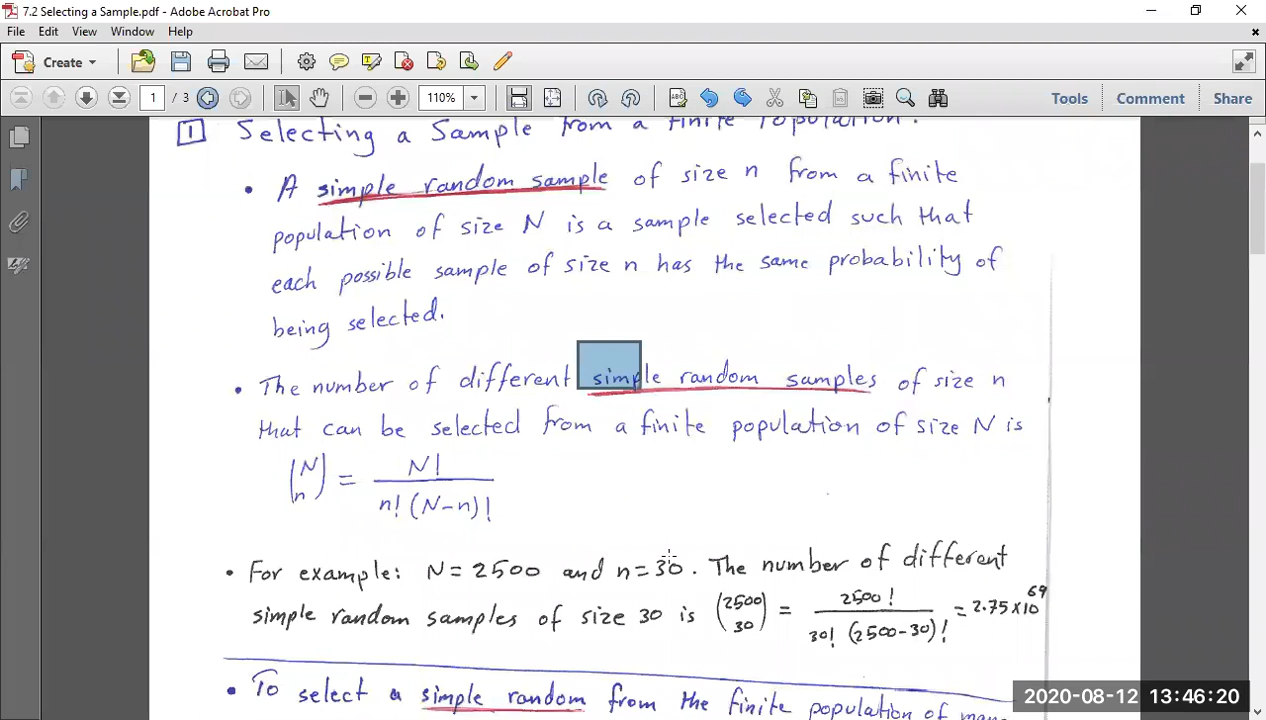 7.2 Selecting a Sample.pdf - Adobe Acrobat Pro
File Edit View Window Help
Create
1 / 3 110% Tools Comment Share
1 Selecting a Sample from a finite Population:
• A simple random sample of size n from a finite
population of size N is a sample selected such that
each possible sample of size n has the same probability of
being selected.
• The number of different simple random samples of size n
that can be selected from a finite population of size N is
(N n) = N! / n! (N-n)!
• For example: N = 2500 and n = 30. The number of different
simple random samples of size 30 is (2500 30) = 2500! / 30! (2500-30)! = 2.75 x 10^69
• To select a simple random from the finite population of
2020-08-12 13:46:20